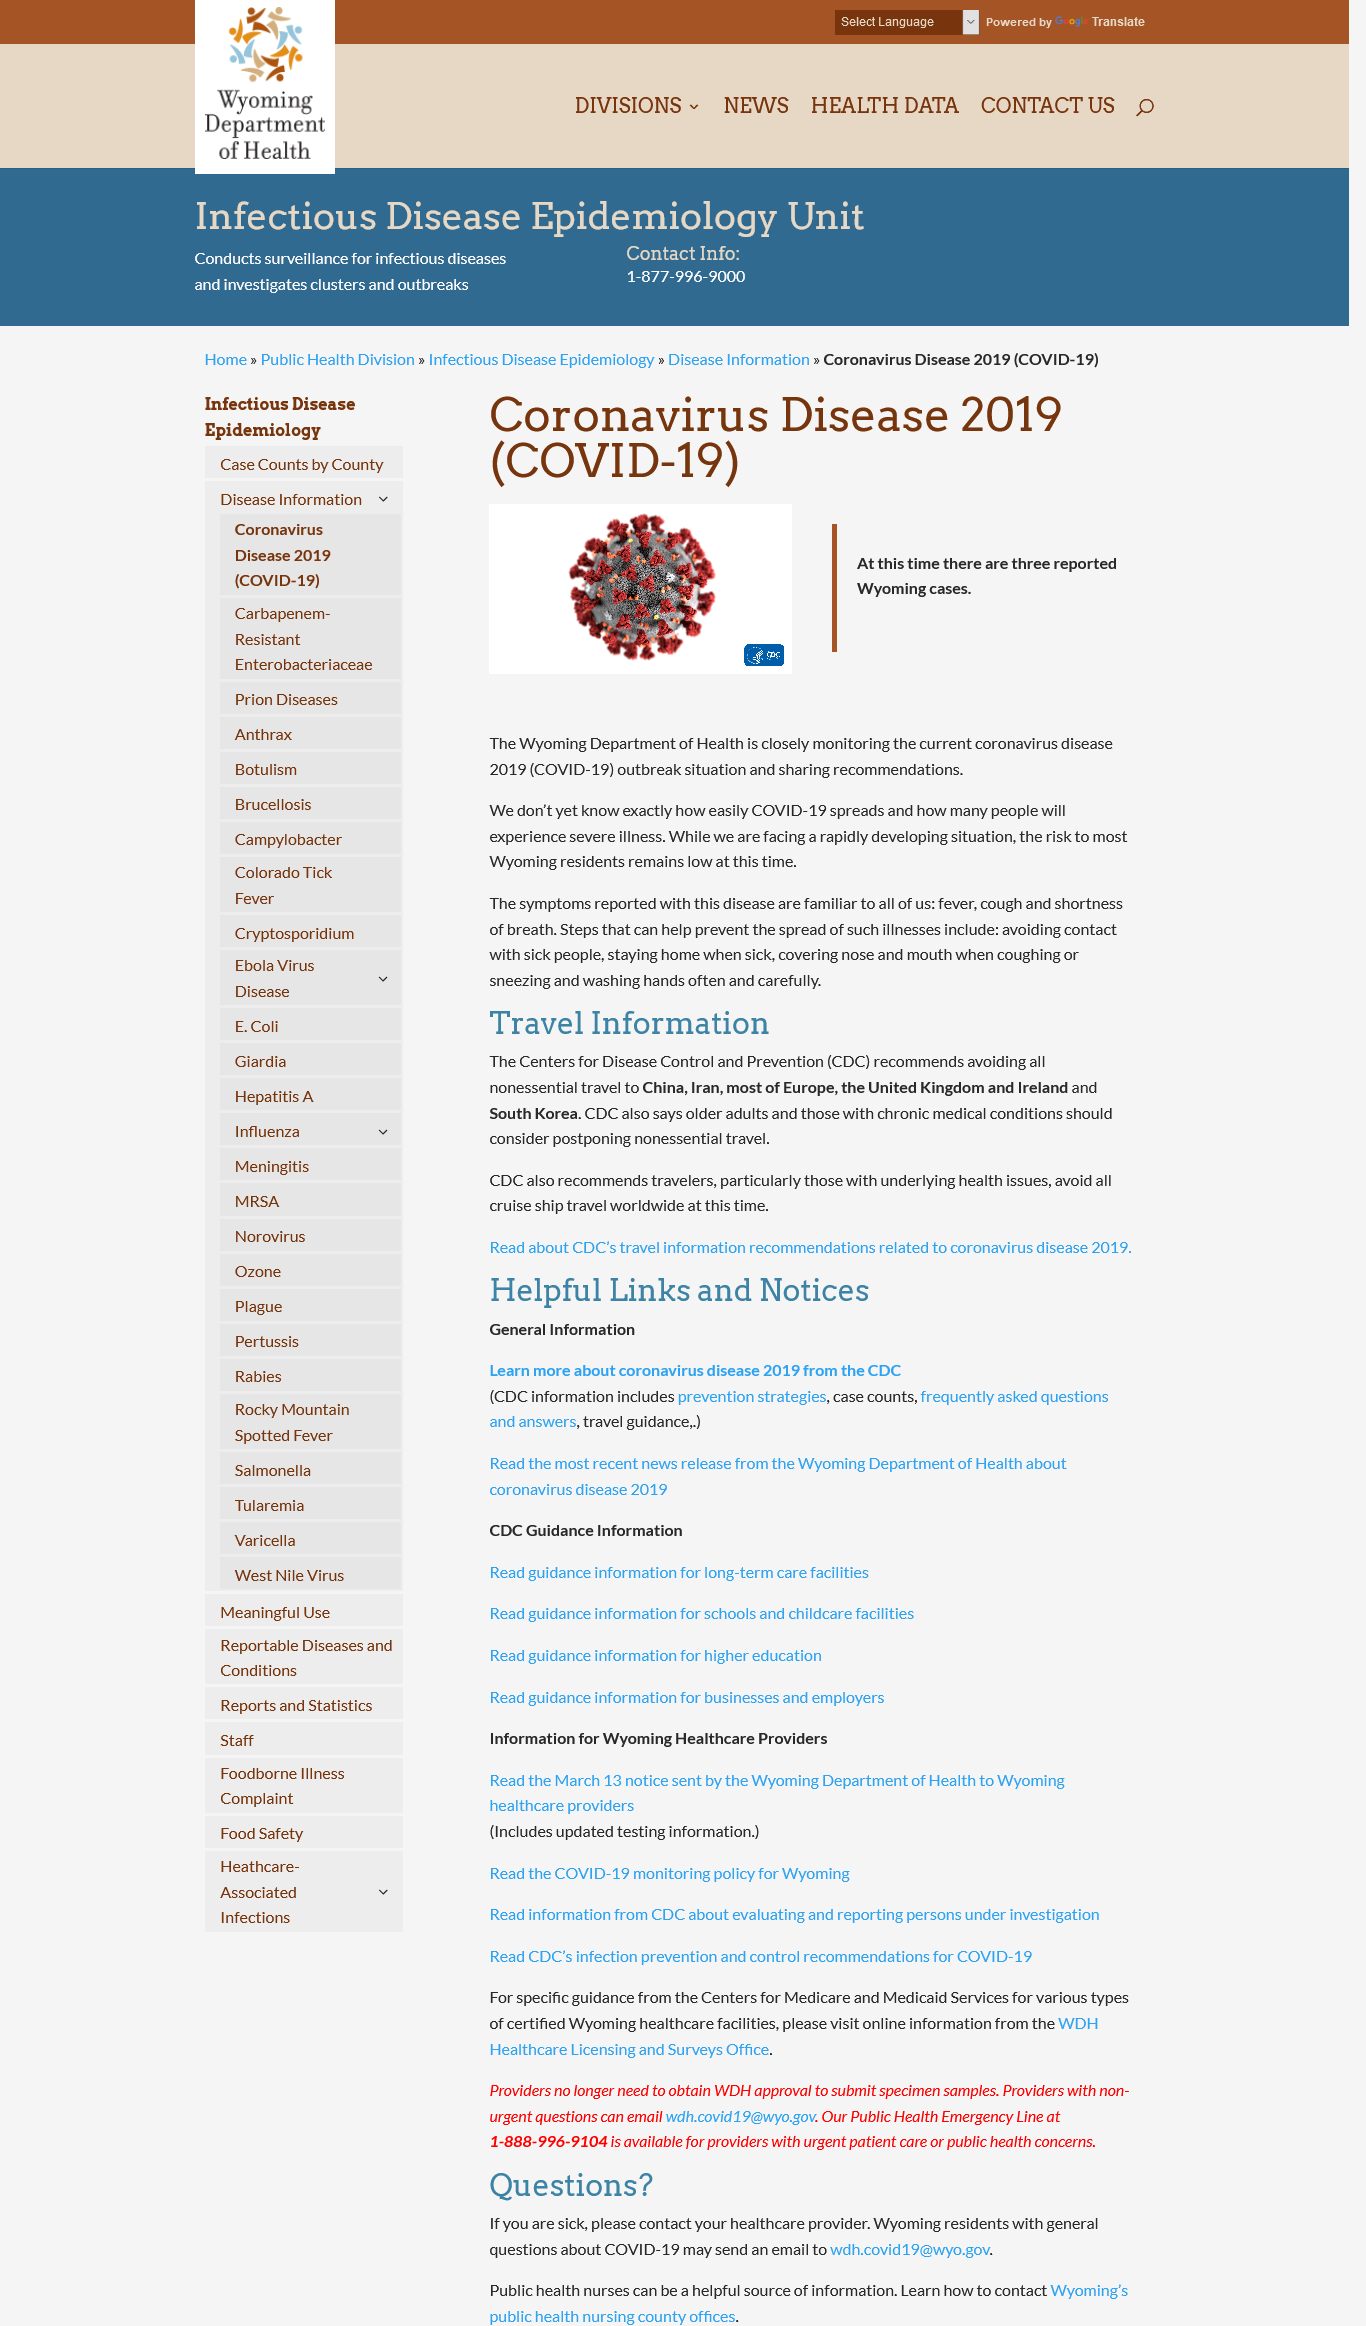 Select Language
Powered by Google Translate
Wyoming
Department
of Health
DIVISIONS
NEWS
HEALTH DATA
CONTACT US
Infectious Disease Epidemiology Unit
Conducts surveillance for infectious diseases
and investigates clusters and outbreaks
Contact Info:
1-877-996-9000
Home » Public Health Division » Infectious Disease Epidemiology » Disease Information » Coronavirus Disease 2019 (COVID-19)
Infectious Disease
Epidemiology
Case Counts by County
Disease Information
Coronavirus
Disease 2019
(COVID-19)
Carbapenem-
Resistant
Enterobacteriaceae
Prion Diseases
Anthrax
Botulism
Brucellosis
Campylobacter
Colorado Tick
Fever
Cryptosporidium
Ebola Virus
Disease
E. Coli
Giardia
Hepatitis A
Influenza
Meningitis
MRSA
Norovirus
Ozone
Plague
Pertussis
Rabies
Rocky Mountain
Spotted Fever
Salmonella
Tularemia
Varicella
West Nile Virus
Meaningful Use
Reportable Diseases and
Conditions
Reports and Statistics
Staff
Foodborne Illness
Complaint
Food Safety
Heathcare-
Associated
Infections
Coronavirus Disease 2019
(COVID-19)
CDC
At this time there are three reported
Wyoming cases.
The Wyoming Department of Health is closely monitoring the current coronavirus disease
2019 (COVID-19) outbreak situation and sharing recommendations.
We don’t yet know exactly how easily COVID-19 spreads and how many people will
experience severe illness. While we are facing a rapidly developing situation, the risk to most
Wyoming residents remains low at this time.
The symptoms reported with this disease are familiar to all of us: fever, cough and shortness
of breath. Steps that can help prevent the spread of such illnesses include: avoiding contact
with sick people, staying home when sick, covering nose and mouth when coughing or
sneezing and washing hands often and carefully.
Travel Information
The Centers for Disease Control and Prevention (CDC) recommends avoiding all
nonessential travel to China, Iran, most of Europe, the United Kingdom and Ireland and
South Korea. CDC also says older adults and those with chronic medical conditions should
consider postponing nonessential travel.
CDC also recommends travelers, particularly those with underlying health issues, avoid all
cruise ship travel worldwide at this time.
Read about CDC’s travel information recommendations related to coronavirus disease 2019.
Helpful Links and Notices
General Information
Learn more about coronavirus disease 2019 from the CDC
(CDC information includes prevention strategies, case counts, frequently asked questions
and answers, travel guidance,.)
Read the most recent news release from the Wyoming Department of Health about
coronavirus disease 2019
CDC Guidance Information
Read guidance information for long-term care facilities
Read guidance information for schools and childcare facilities
Read guidance information for higher education
Read guidance information for businesses and employers
Information for Wyoming Healthcare Providers
Read the March 13 notice sent by the Wyoming Department of Health to Wyoming
healthcare providers
(Includes updated testing information.)
Read the COVID-19 monitoring policy for Wyoming
Read information from CDC about evaluating and reporting persons under investigation
Read CDC’s infection prevention and control recommendations for COVID-19
For specific guidance from the Centers for Medicare and Medicaid Services for various types
of certified Wyoming healthcare facilities, please visit online information from the WDH
Healthcare Licensing and Surveys Office.
Providers no longer need to obtain WDH approval to submit specimen samples. Providers with non-
urgent questions can email wdh.covid19@wyo.gov. Our Public Health Emergency Line at
1-888-996-9104 is available for providers with urgent patient care or public health concerns.
Questions?
If you are sick, please contact your healthcare provider. Wyoming residents with general
questions about COVID-19 may send an email to wdh.covid19@wyo.gov.
Public health nurses can be a helpful source of information. Learn how to contact Wyoming’s
public health nursing county offices.